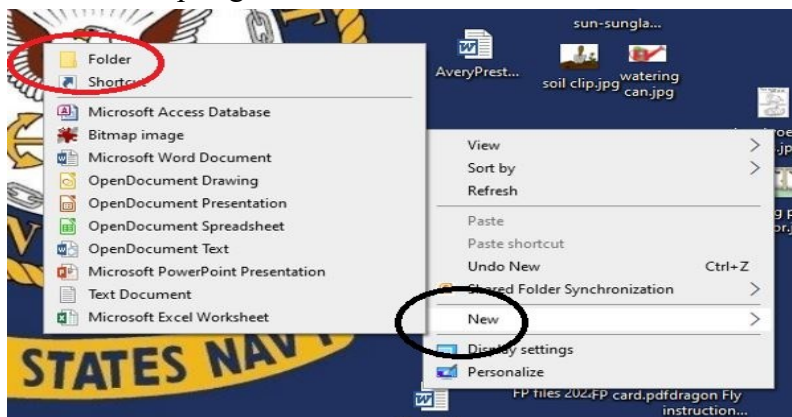 sun-sungla...
AveryPrest...
soil clip.jpg
watering
can.jpg
Folder
Shortcut
Microsoft Access Database
Bitmap image
Microsoft Word Document
OpenDocument Drawing
OpenDocument Presentation
OpenDocument Spreadsheet
OpenDocument Text
Microsoft PowerPoint Presentation
Text Document
Microsoft Excel Worksheet
View
Sort by
Refresh
Paste
Paste shortcut
Undo New Ctrl+Z
Shared Folder Synchronization
New
Display settings
Personalize
STATES NAV
FP files 202
FP card.pdf
dragon Fly
instruction...